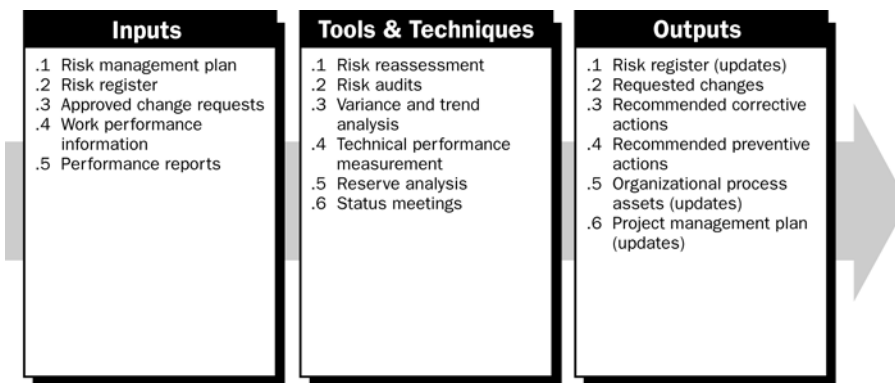 Inputs
.1 Risk management plan
.2 Risk register
.3 Approved change requests
.4 Work performance
information
.5 Performance reports
Tools & Techniques
.1 Risk reassessment
.2 Risk audits
.3 Variance and trend
analysis
.4 Technical performance
measurement
.5 Reserve analysis
.6 Status meetings
Outputs
.1 Risk register (updates)
.2 Requested changes
.3 Recommended corrective
actions
.4 Recommended preventive
actions
.5 Organizational process
assets (updates)
.6 Project management plan
(updates)